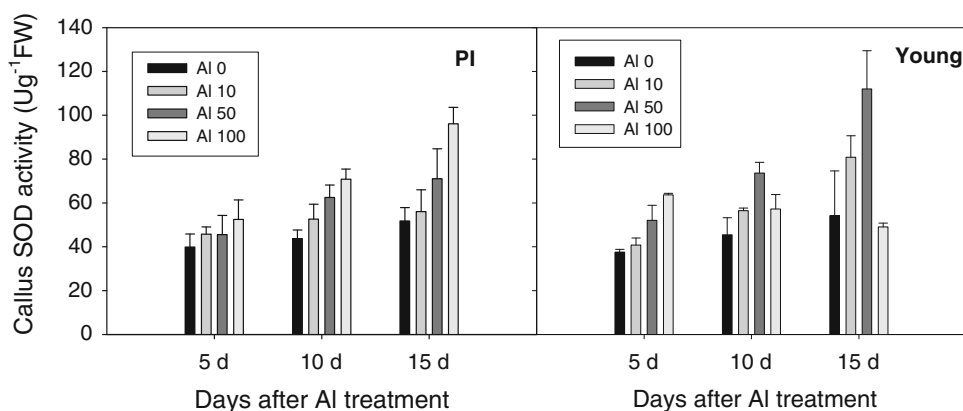 Callus SOD activity (Ug⁻¹FW)
140
120
100
80
60
40
20
0
PI
Al 0
Al 10
Al 50
Al 100
5 d
10 d
15 d
Days after Al treatment
Young
Al 0
Al 10
Al 50
Al 100
5 d
10 d
15 d
Days after Al treatment